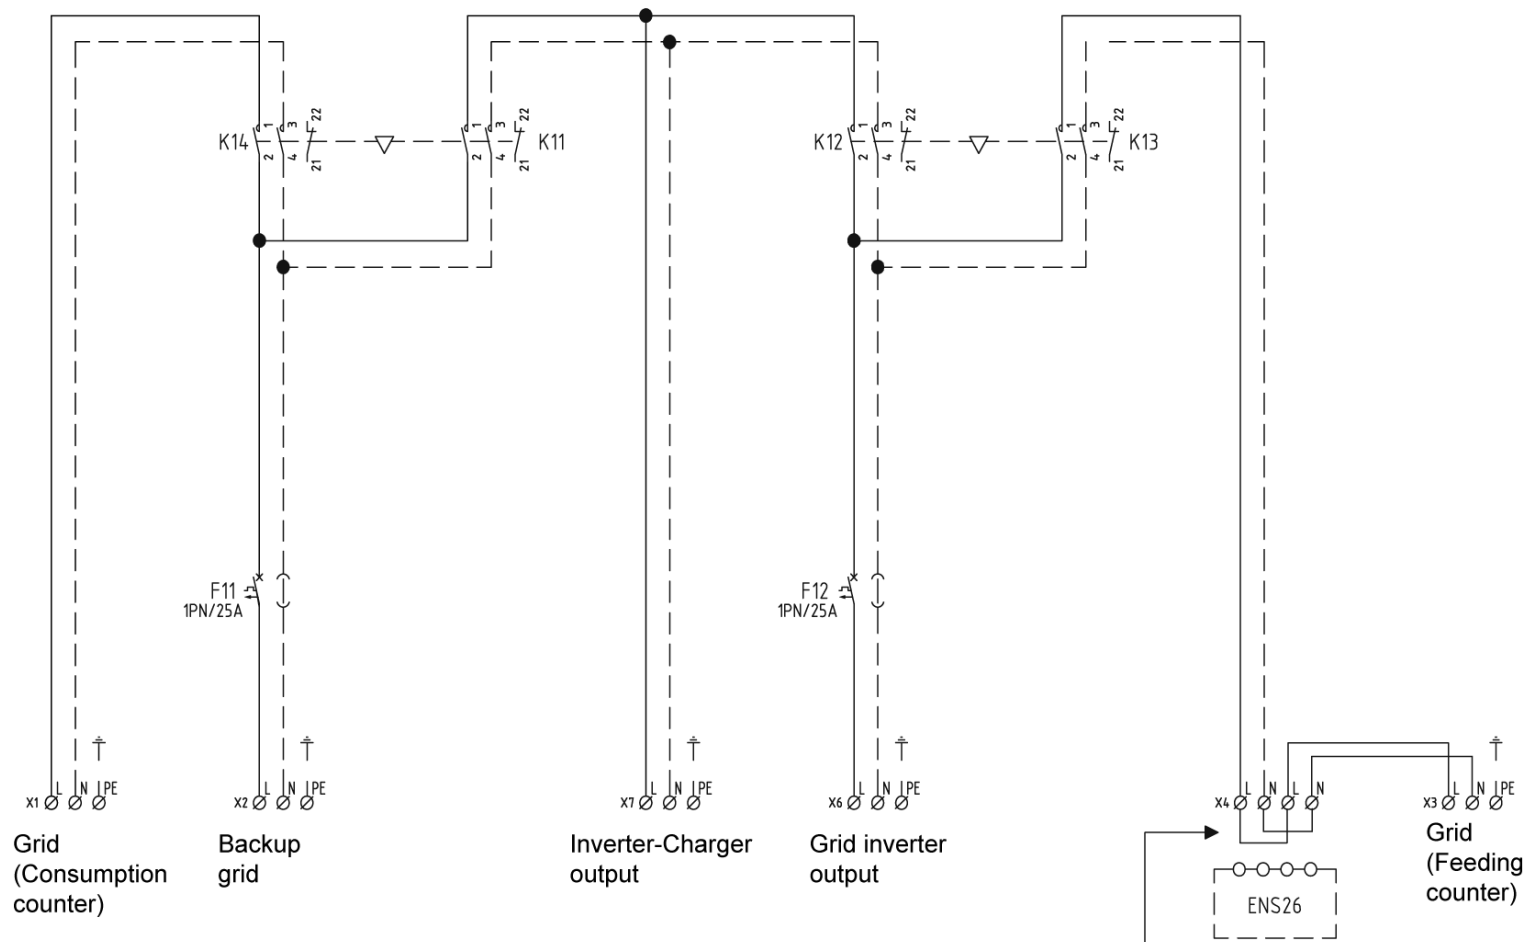 K14
1
2
3
4
22
21
1
2
3
4
22
21
K11
K12
1
2
3
4
22
21
1
2
3
4
22
21
K13
F11
1PN/25A
F12
1PN/25A
X1 L N PE
X2 L N PE
X7 L N PE
X6 L N PE
X4 L N L N
X3 L N PE
Grid
(Consumption
counter)
Backup
grid
Inverter-Charger
output
Grid inverter
output
Grid
(Feeding
counter)
ENS26